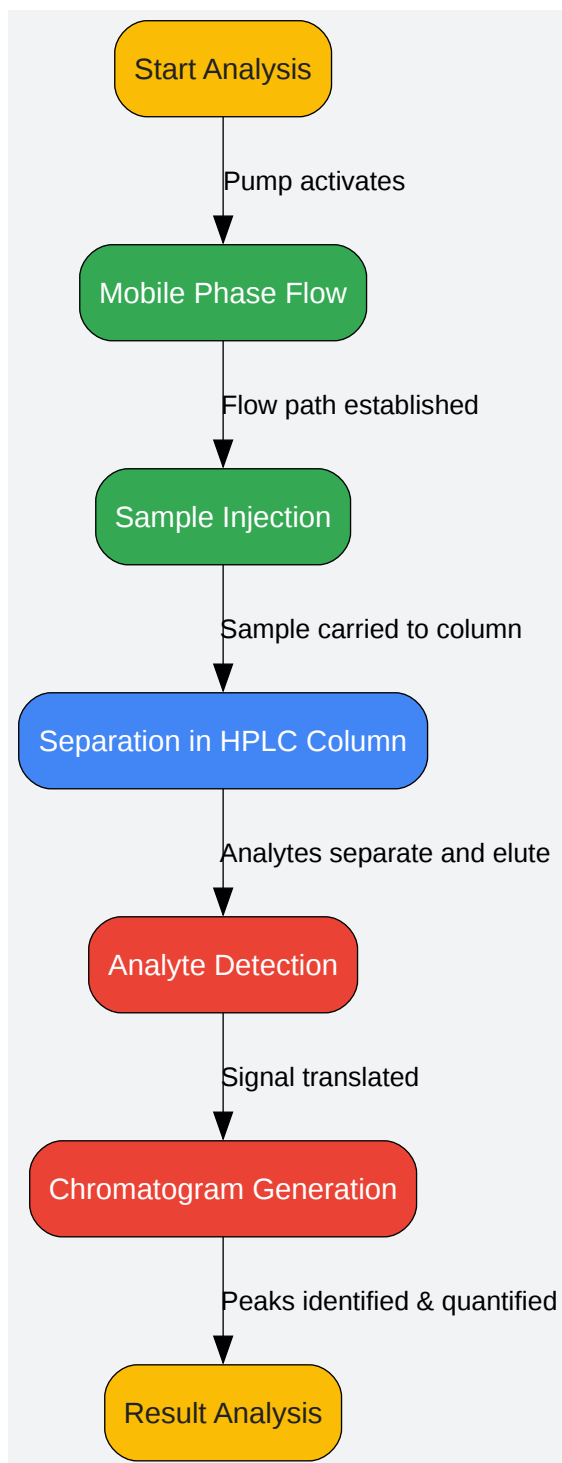 Start Analysis
Pump activates
Mobile Phase Flow
Flow path established
Sample Injection
Sample carried to column
Separation in HPLC Column
Analytes separate and elute
Analyte Detection
Signal translated
Chromatogram Generation
Peaks identified & quantified
Result Analysis